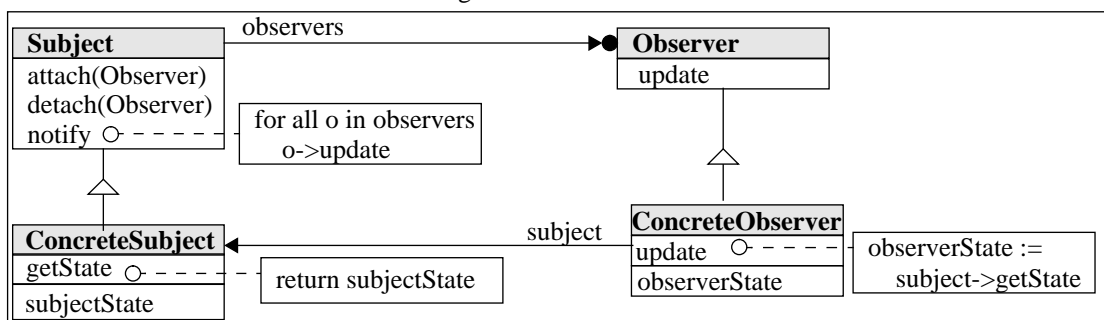 observers
Subject
attach(Observer)
detach(Observer)
notify
for all o in observers
o->update
Observer
update
subject
ConcreteSubject
getState
subjectState
return subjectState
ConcreteObserver
update
observerState
observerState :=
subject->getState